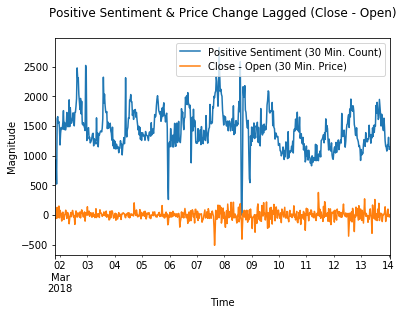 Positive Sentiment & Price Change Lagged (Close - Open)
Positive Sentiment (30 Min. Count)
Close - Open (30 Min. Price)
2500
2000
1500
1000
500
0
−500
Magnitude
02 03 04 05 06 07 08 09 10 11 12 13 14
Mar
2018
Time